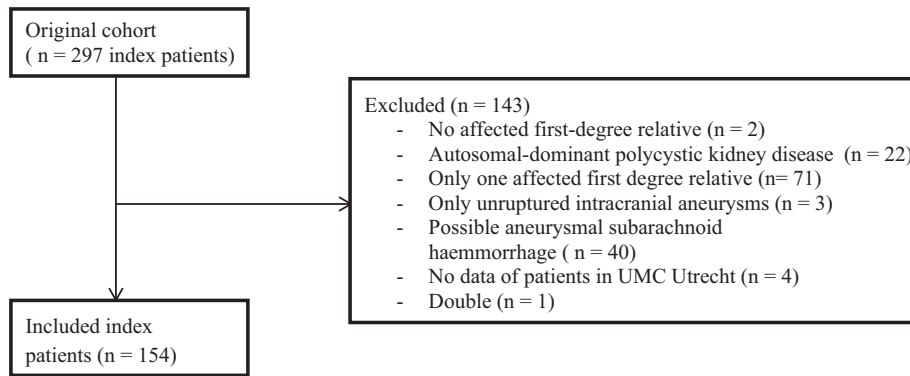 Original cohort
( n = 297 index patients)
Excluded (n = 143)
- No affected first-degree relative (n = 2)
- Autosomal-dominant polycystic kidney disease (n = 22)
- Only one affected first degree relative (n= 71)
- Only unruptured intracranial aneurysms (n = 3)
- Possible aneurysmal subarachnoid
haemmorrhage ( n = 40)
- No data of patients in UMC Utrecht (n = 4)
- Double (n = 1)
Included index
patients (n = 154)